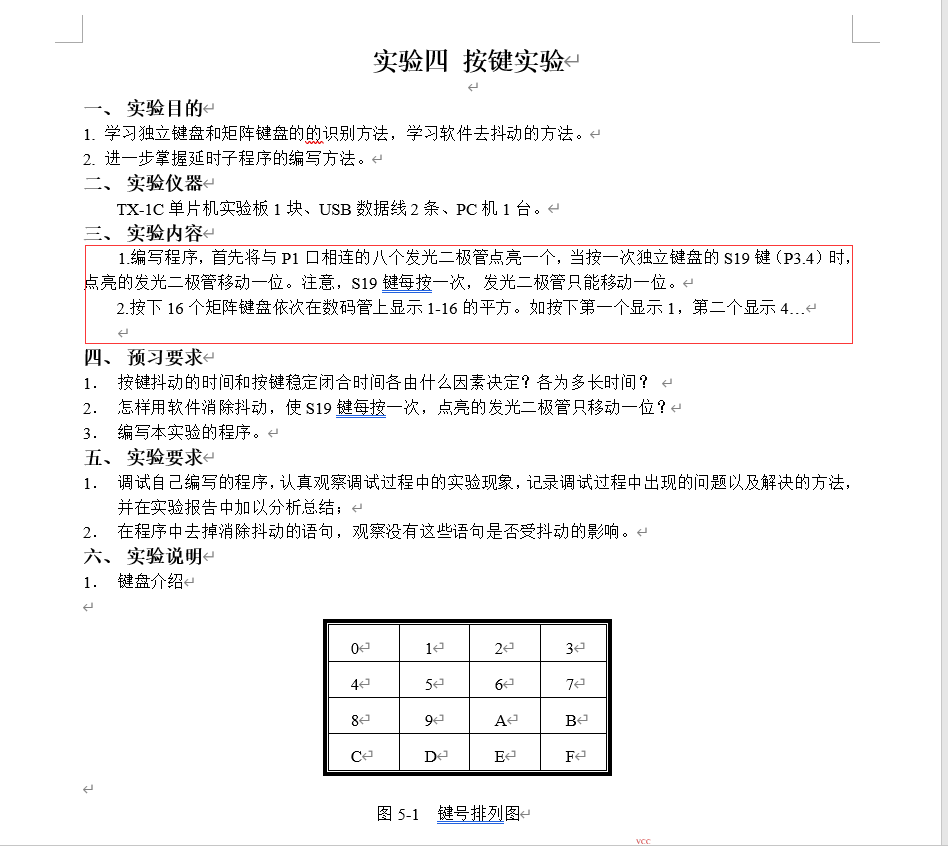 实验四 按键实验
一、 实验目的
1. 学习独立键盘和矩阵键盘的的识别方法，学习软件去抖动的方法。
2. 进一步掌握延时子程序的编写方法。
二、 实验仪器
TX-1C 单片机实验板 1 块、USB 数据线 2 条、PC 机 1 台。
三、 实验内容
1.编写程序，首先将与 P1 口相连的八个发光二极管点亮一个，当按一次独立键盘的 S19 键（P3.4）时，
点亮的发光二极管移动一位。注意，S19 键每按一次，发光二极管只能移动一位。
2.按下 16 个矩阵键盘依次在数码管上显示 1-16 的平方。如按下第一个显示 1，第二个显示 4…
四、 预习要求
1. 按键抖动的时间和按键稳定闭合时间各由什么因素决定？各为多长时间？
2. 怎样用软件消除抖动，使 S19 键每按一次，点亮的发光二极管只移动一位？
3. 编写本实验的程序。
五、 实验要求
1. 调试自己编写的程序，认真观察调试过程中的实验现象，记录调试过程中出现的问题以及解决的方法，
并在实验报告中加以分析总结；
2. 在程序中去掉消除抖动的语句，观察没有这些语句是否受抖动的影响。
六、 实验说明
1. 键盘介绍
0 1 2 3
4 5 6 7
8 9 A B
C D E F
图 5-1 键号排列图
VCC